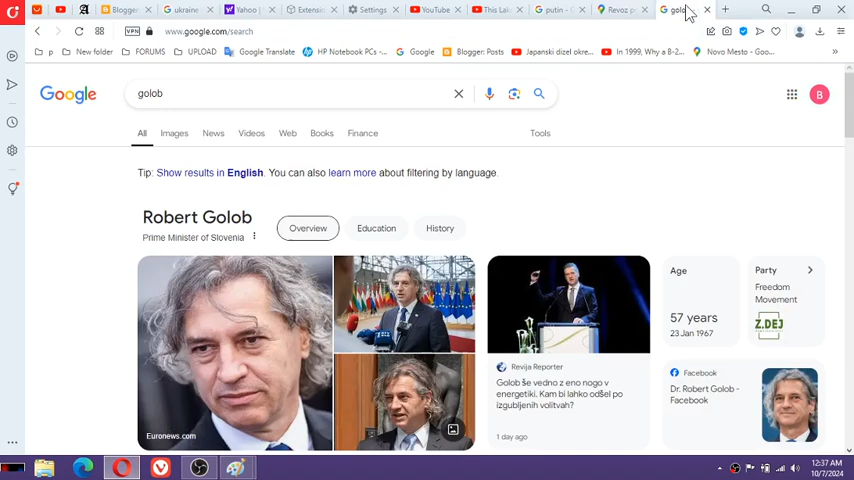 Blogger
ukraine
Yahoo
Extensi
Settings
YouTube
This Lak
putin - G
Revoz p
golo
VPN www.google.com/search
p New folder FORUMS UPLOAD Google Translate HP Notebook PCs... Google Blogger: Posts Japanski dizel okre... In 1999, Why a B-2... Novo Mesto - Goo...
Google
golob
B
All Images News Videos Web Books Finance Tools
Tip: Show results in English. You can also learn more about filtering by language.
Robert Golob
Prime Minister of Slovenia
Overview Education History
Euronews.com
Revija Reporter
Golob še vedno z eno nogo v
energetiki. Kam bi lahko odšel po
izgubljenih volitvah?
1 day ago
Age
57 years
23 Jan 1967
Party
Freedom
Movement
Z.DEJ
Facebook
Dr. Robert Golob -
Facebook
12:37 AM
10/7/2024